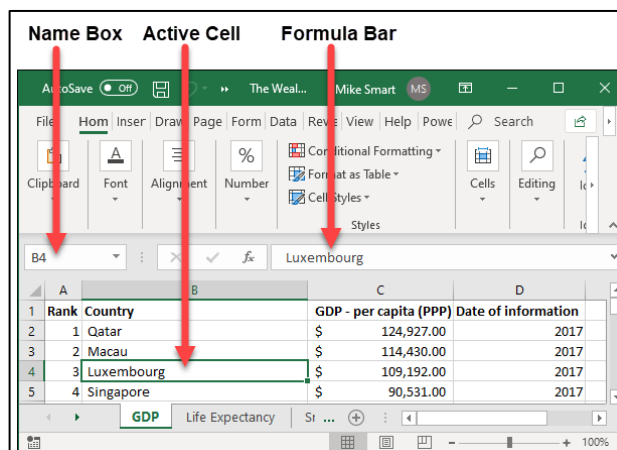 Name Box Active Cell Formula Bar
AutoSave Off The Weal... Mike Smart MS
File Hom Inser Draw Page Form Data Reve View Help Powe Search
Clipboard Font Alignment % Number Conditional Formatting Format as Table Cell Styles Cells Editing
Styles
B4 fx Luxembourg
A B C D
1 Rank Country GDP - per capita (PPP) Date of information
2 1 Qatar $ 124,927.00 2017
3 2 Macau $ 114,430.00 2017
4 3 Luxembourg $ 109,192.00 2017
5 4 Singapore $ 90,531.00 2017
GDP Life Expectancy ...
100%